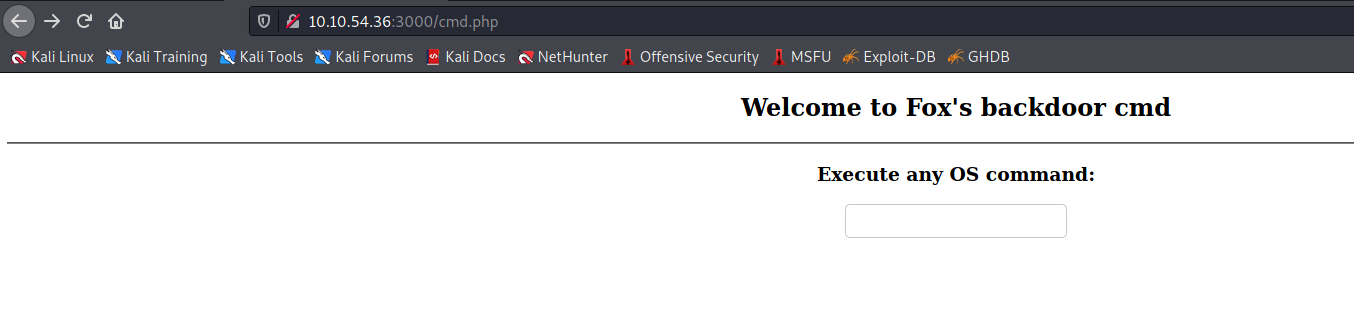 10.10.54.36:3000/cmd.php
Kali Linux Kali Training Kali Tools Kali Forums Kali Docs NetHunter Offensive Security MSFU Exploit-DB GHDB
Welcome to Fox's backdoor cmd
Execute any OS command: